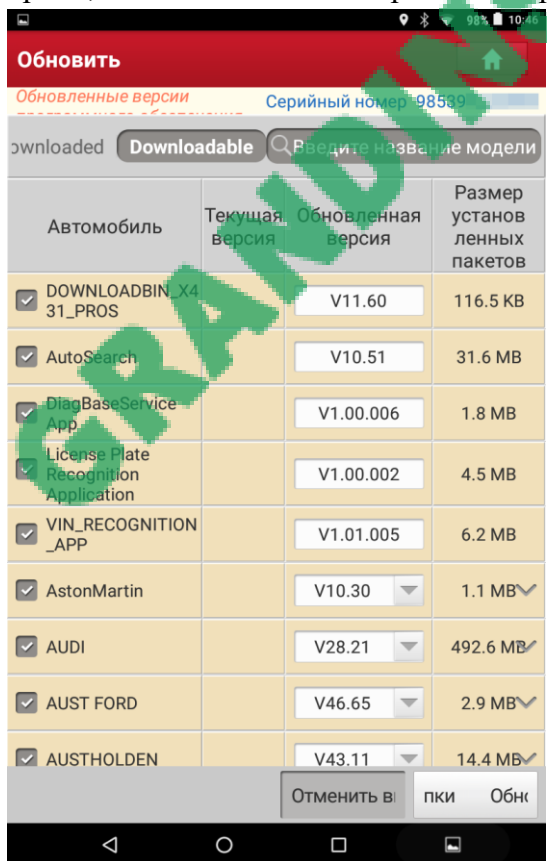 98% 10:46
Обновить
Обновленные версии
Серийный номер 98539
ownloaded Downloadable Введите название модели
Автомобиль Текущая версия Обновленная версия Размер установ ленных пакетов
DOWNLOADBIN_X4
31_PROS V11.60 116.5 KB
AutoSearch V10.51 31.6 MB
DiagBaseService
App V1.00.006 1.8 MB
License Plate
Recognition
Application V1.00.002 4.5 MB
VIN_RECOGNITION
_APP V1.01.005 6.2 MB
AstonMartin V10.30 1.1 MB
AUDI V28.21 492.6 MB
AUST FORD V46.65 2.9 MB
AUSTHOLDEN V43.11 14.4 MB
Отменить в пки Обн